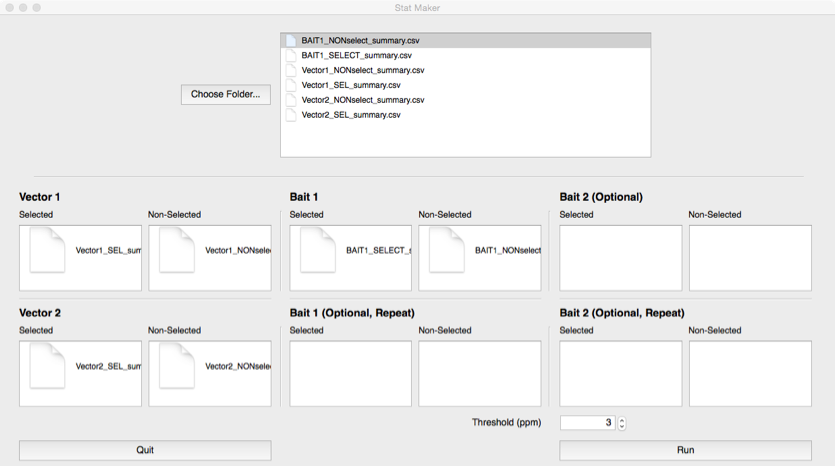 Stat Maker
BAIT1_NONselect_summary.csv
BAIT1_SELECT_summary.csv
Vector1_NONselect_summary.csv
Vector1_SEL_summary.csv
Vector2_NONselect_summary.csv
Vector2_SEL_summary.csv
Choose Folder...
Vector 1 Bait 1 Bait 2 (Optional)
Selected Non-Selected Selected Non-Selected Selected Non-Selected
Vector1_SEL_sum Vector1_NONsele BAIT1_SELECT_s BAIT1_NONselect
Vector 2 Bait 1 (Optional, Repeat) Bait 2 (Optional, Repeat)
Selected Non-Selected Selected Non-Selected Selected Non-Selected
Vector2_SEL_sum Vector2_NONsele
Threshold (ppm) 3
Quit Run